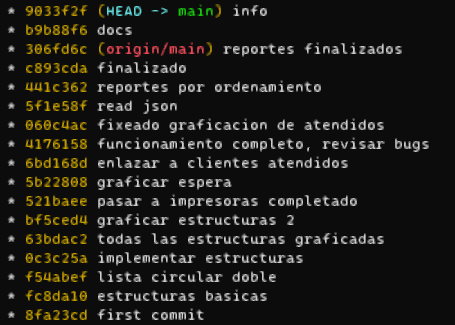 * 9033f2f (HEAD -> main) info
* b9b88f6 docs
* 306fd6c (origin/main) reportes finalizados
* c893cda finalizado
* 441c362 reportes por ordenamiento
* 5f1e58f read json
* 060c4ac fixeado graficacion de atendidos
* 4176158 funcionamiento completo, revisar bugs
* 6bd168d enlazar a clientes atendidos
* 5b22808 graficar espera
* 521baee pasar a impresoras completado
* bf5ced4 graficar estructuras 2
* 63bdac2 todas las estructuras graficadas
* 0c3c25a implementar estructuras
* f54abef lista circular doble
* fc8da10 estructuras basicas
* 8fa23cd first commit